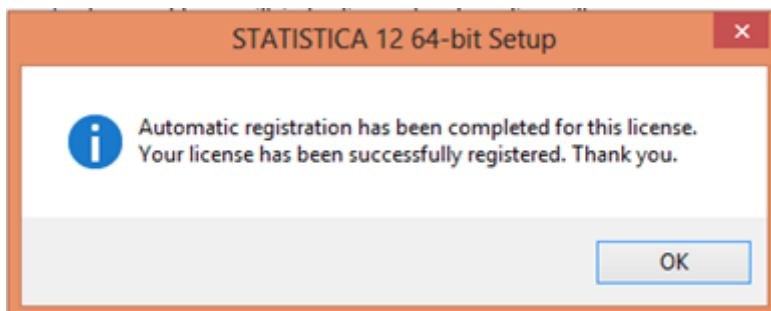 STATISTICA 12 64-bit Setup
Automatic registration has been completed for this license.
Your license has been successfully registered. Thank you.
OK